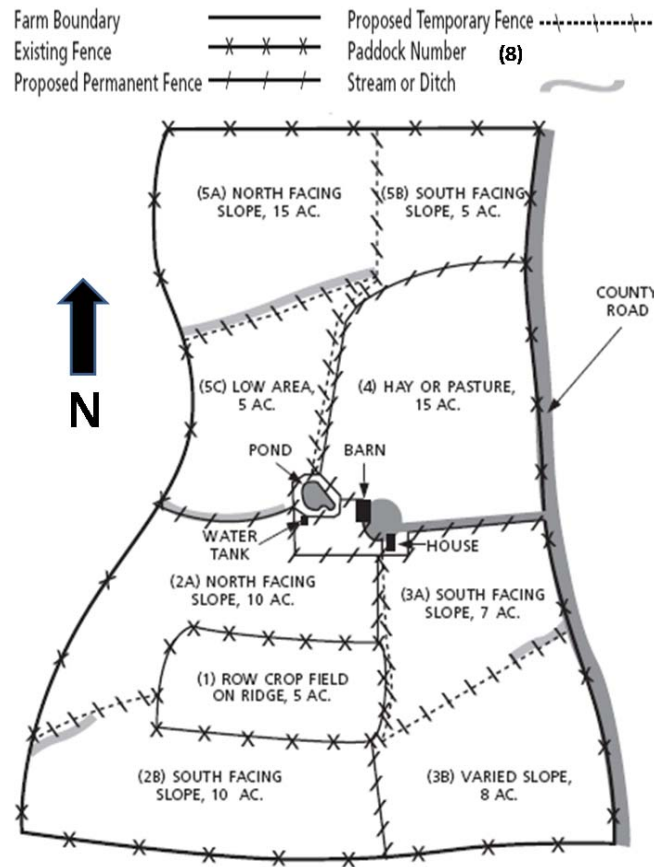 Farm Boundary
Proposed Temporary Fence
Existing Fence
Paddock Number (8)
Proposed Permanent Fence
Stream or Ditch
(5A) NORTH FACING
SLOPE, 15 AC.
(5B) SOUTH FACING
SLOPE, 5 AC.
N
COUNTY
ROAD
(5C) LOW AREA,
5 AC.
(4) HAY OR PASTURE,
15 AC.
POND
BARN
WATER
TANK
HOUSE
(2A) NORTH FACING
SLOPE, 10 AC.
(3A) SOUTH FACING
SLOPE, 7 AC.
(1) ROW CROP FIELD
ON RIDGE, 5 AC.
(2B) SOUTH FACING
SLOPE, 10 AC.
(3B) VARIED SLOPE,
8 AC.